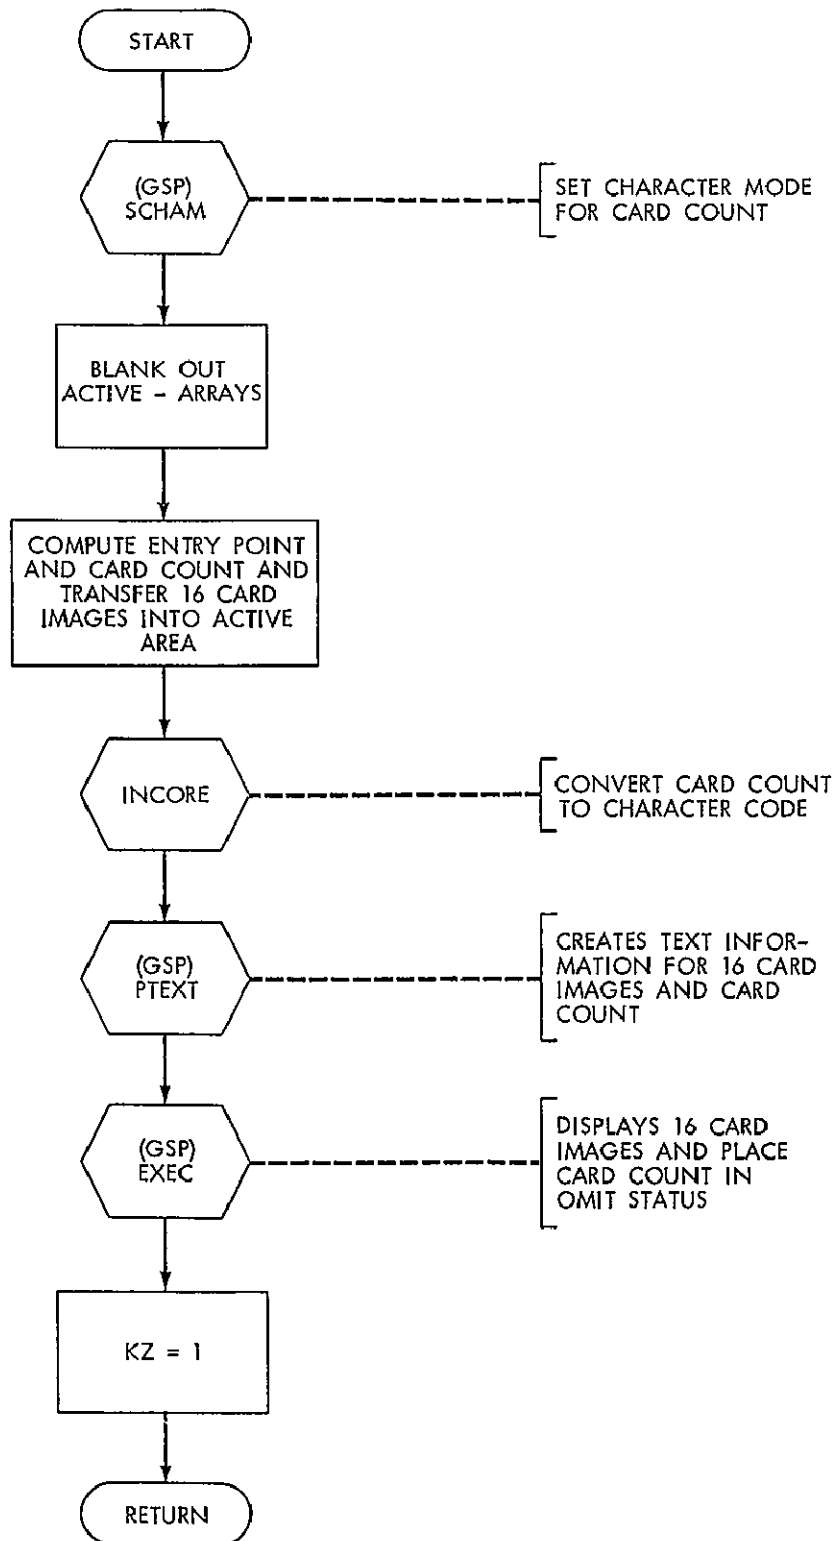 START
(GSP)
SCHAM
SET CHARACTER MODE
FOR CARD COUNT
BLANK OUT
ACTIVE - ARRAYS
COMPUTE ENTRY POINT
AND CARD COUNT AND
TRANSFER 16 CARD
IMAGES INTO ACTIVE
AREA
INCORE
CONVERT CARD COUNT
TO CHARACTER CODE
(GSP)
PTEXT
CREATES TEXT INFOR-
MATION FOR 16 CARD
IMAGES AND CARD
COUNT
(GSP)
EXEC
DISPLAYS 16 CARD
IMAGES AND PLACE
CARD COUNT IN
OMIT STATUS
KZ = 1
RETURN